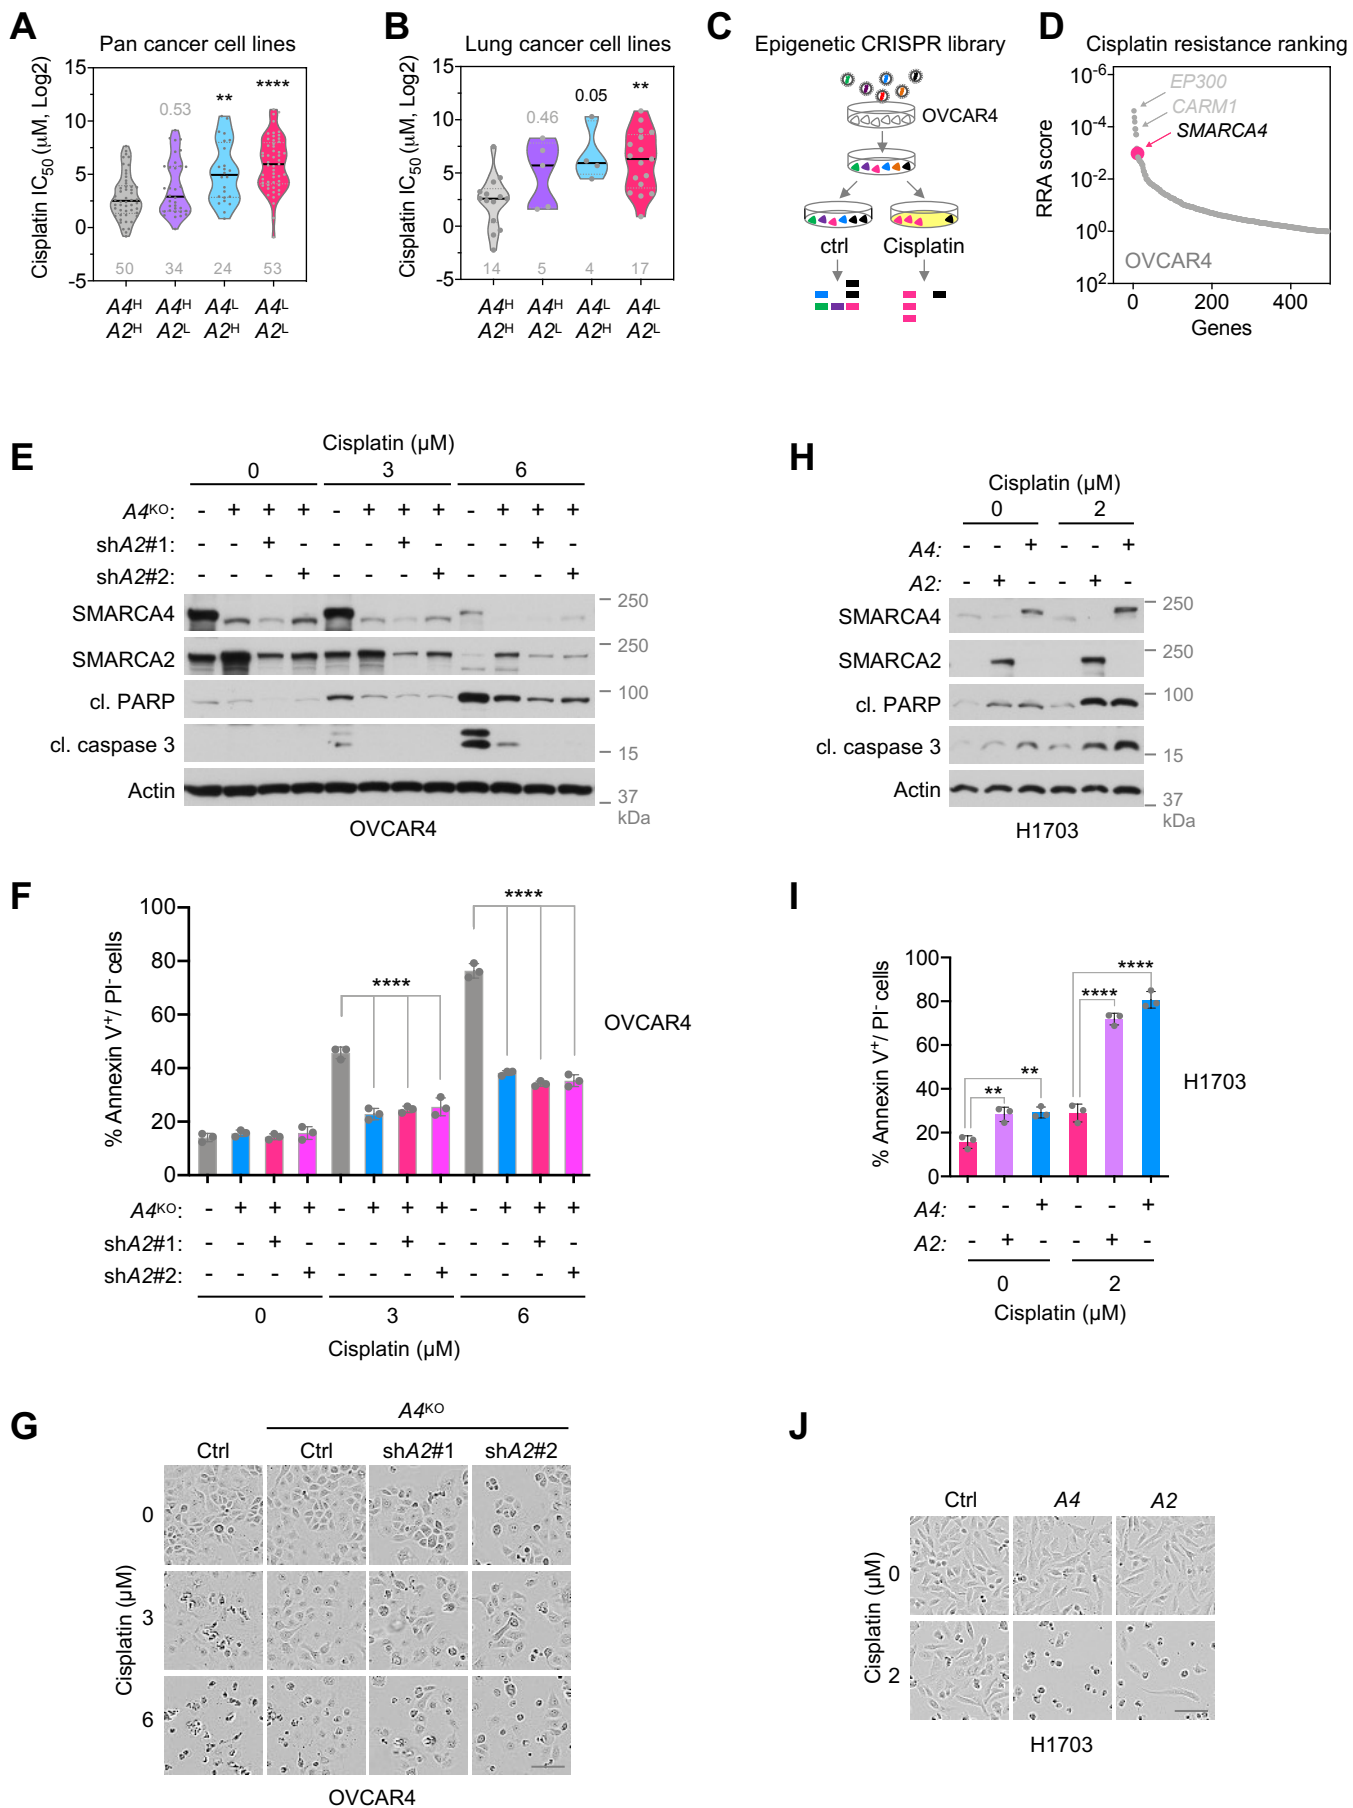 A
Pan cancer cell lines
Cisplatin IC50 (µM, Log2)
15
10
5
0
-5
0.53
**
****
50 34 24 53
A4H A4H A4L A4L
A2H A2L A2H A2L
B
Lung cancer cell lines
Cisplatin IC50 (µM, Log2)
15
10
5
0
-5
0.46
0.05
**
14 5 4 17
A4H A4H A4L A4L
A2H A2L A2H A2L
C
Epigenetic CRISPR library
OVCAR4
ctrl Cisplatin
D
Cisplatin resistance ranking
RRA score
10-6
10-4
10-2
100
102
EP300
CARM1
SMARCA4
OVCAR4
0 200 400
Genes
E
Cisplatin (µM)
0 3 6
A4KO: - + + + - + + + - + + +
shA2#1: - - + - - - + - - - + -
shA2#2: - - - + - - - + - - - +
SMARCA4 250
SMARCA2 250
cl. PARP 100
cl. caspase 3 15
Actin 37
kDa
OVCAR4
H
Cisplatin (µM)
0 2
A4: - - + - - +
A2: - + - - + -
SMARCA4 250
SMARCA2 250
cl. PARP 100
cl. caspase 3 15
Actin 37
kDa
H1703
F
% Annexin V+/ PI- cells
100
80
60
40
20
0
****
****
OVCAR4
A4KO: - + + + - + + + - + + +
shA2#1: - - + - - - + - - - + -
shA2#2: - - - + - - - + - - - +
0 3 6
Cisplatin (µM)
I
% Annexin V+/ PI- cells
100
80
60
40
20
0
**
**
****
****
H1703
A4: - - + - - +
A2: - + - - + -
0 2
Cisplatin (µM)
G
A4KO
Ctrl Ctrl shA2#1 shA2#2
Cisplatin (µM)
0
3
6
OVCAR4
J
Ctrl A4 A2
Cisplatin (µM)
0
2
H1703